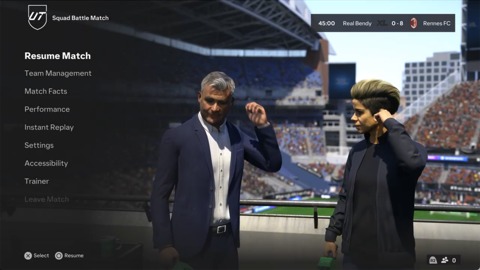 UT
Squad Battle Match
45:00 Real Bendy 0 - 8 Rennes FC
Resume Match
Team Management
Match Facts
Performance
Instant Replay
Settings
Accessibility
Trainer
Leave Match
Select Resume
0